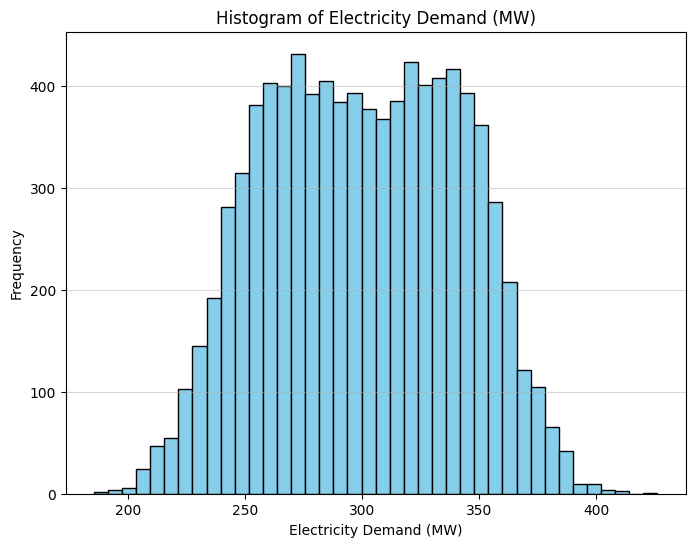 Histogram of Electricity Demand (MW)
Frequency
400
300
200
100
0
200 250 300 350 400
Electricity Demand (MW)